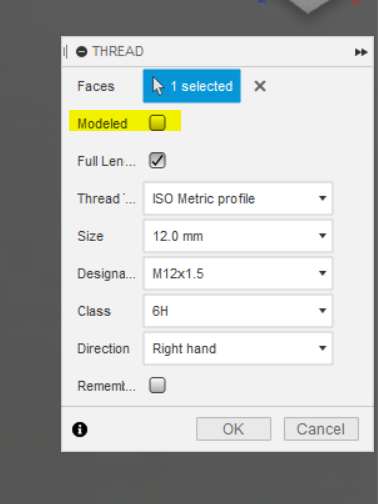 THREAD
Faces 1 selected
Modeled
Full Len...
Thread ... ISO Metric profile
Size 12.0 mm
Designa... M12x1.5
Class 6H
Direction Right hand
Rememb...
OK Cancel